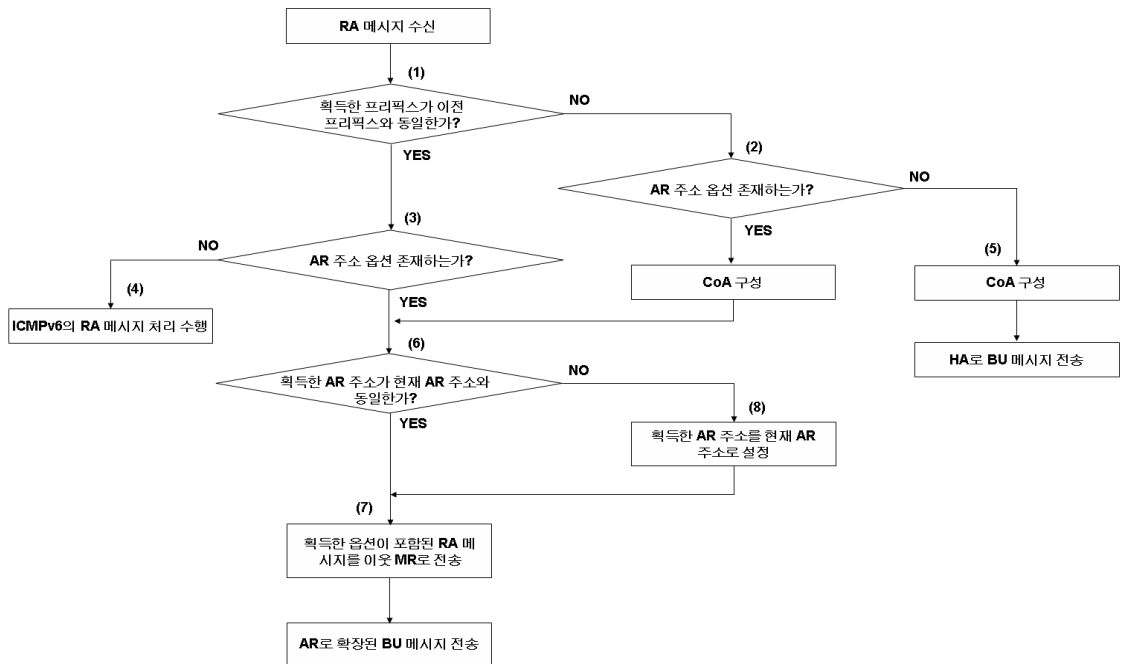 RA 메시지 수신
(1)
획득한 프리픽스가 이전
프리픽스와 동일한가?
NO
YES
(2)
AR 주소 옵션 존재하는가?
NO
YES
(3)
NO
AR 주소 옵션 존재하는가?
YES
(4)
ICMPv6의 RA 메시지 처리 수행
CoA 구성
(5)
CoA 구성
HA로 BU 메시지 전송
(6)
획득한 AR 주소가 현재 AR 주소와
동일한가?
NO
YES
(8)
획득한 AR 주소를 현재 AR
주소로 설정
(7)
획득한 옵션이 포함된 RA 메
시지를 이웃 MR로 전송
AR로 확장된 BU 메시지 전송